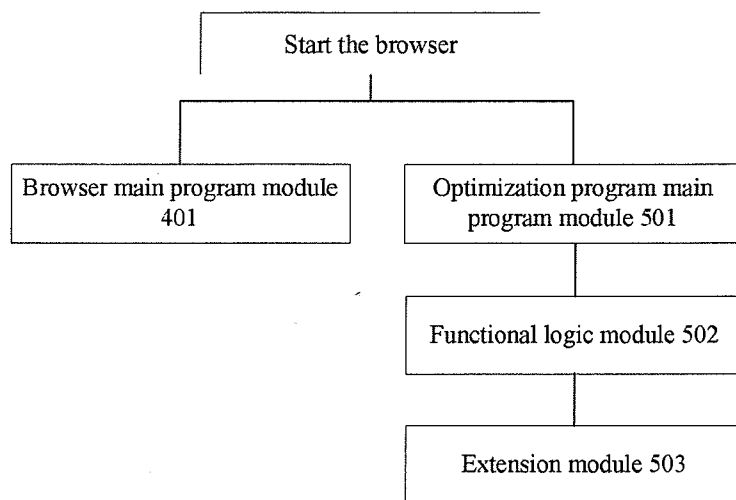 Start the browser
Browser main program module
401
Optimization program main
program module 501
Functional logic module 502
Extension module 503